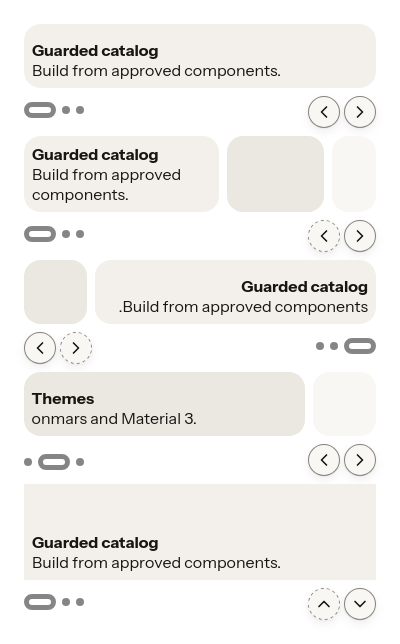 Guarded catalog
Build from approved components.
Guarded catalog
Build from approved
components.
Guarded catalog
.Build from approved components
Themes
onmars and Material 3.
Guarded catalog
Build from approved components.